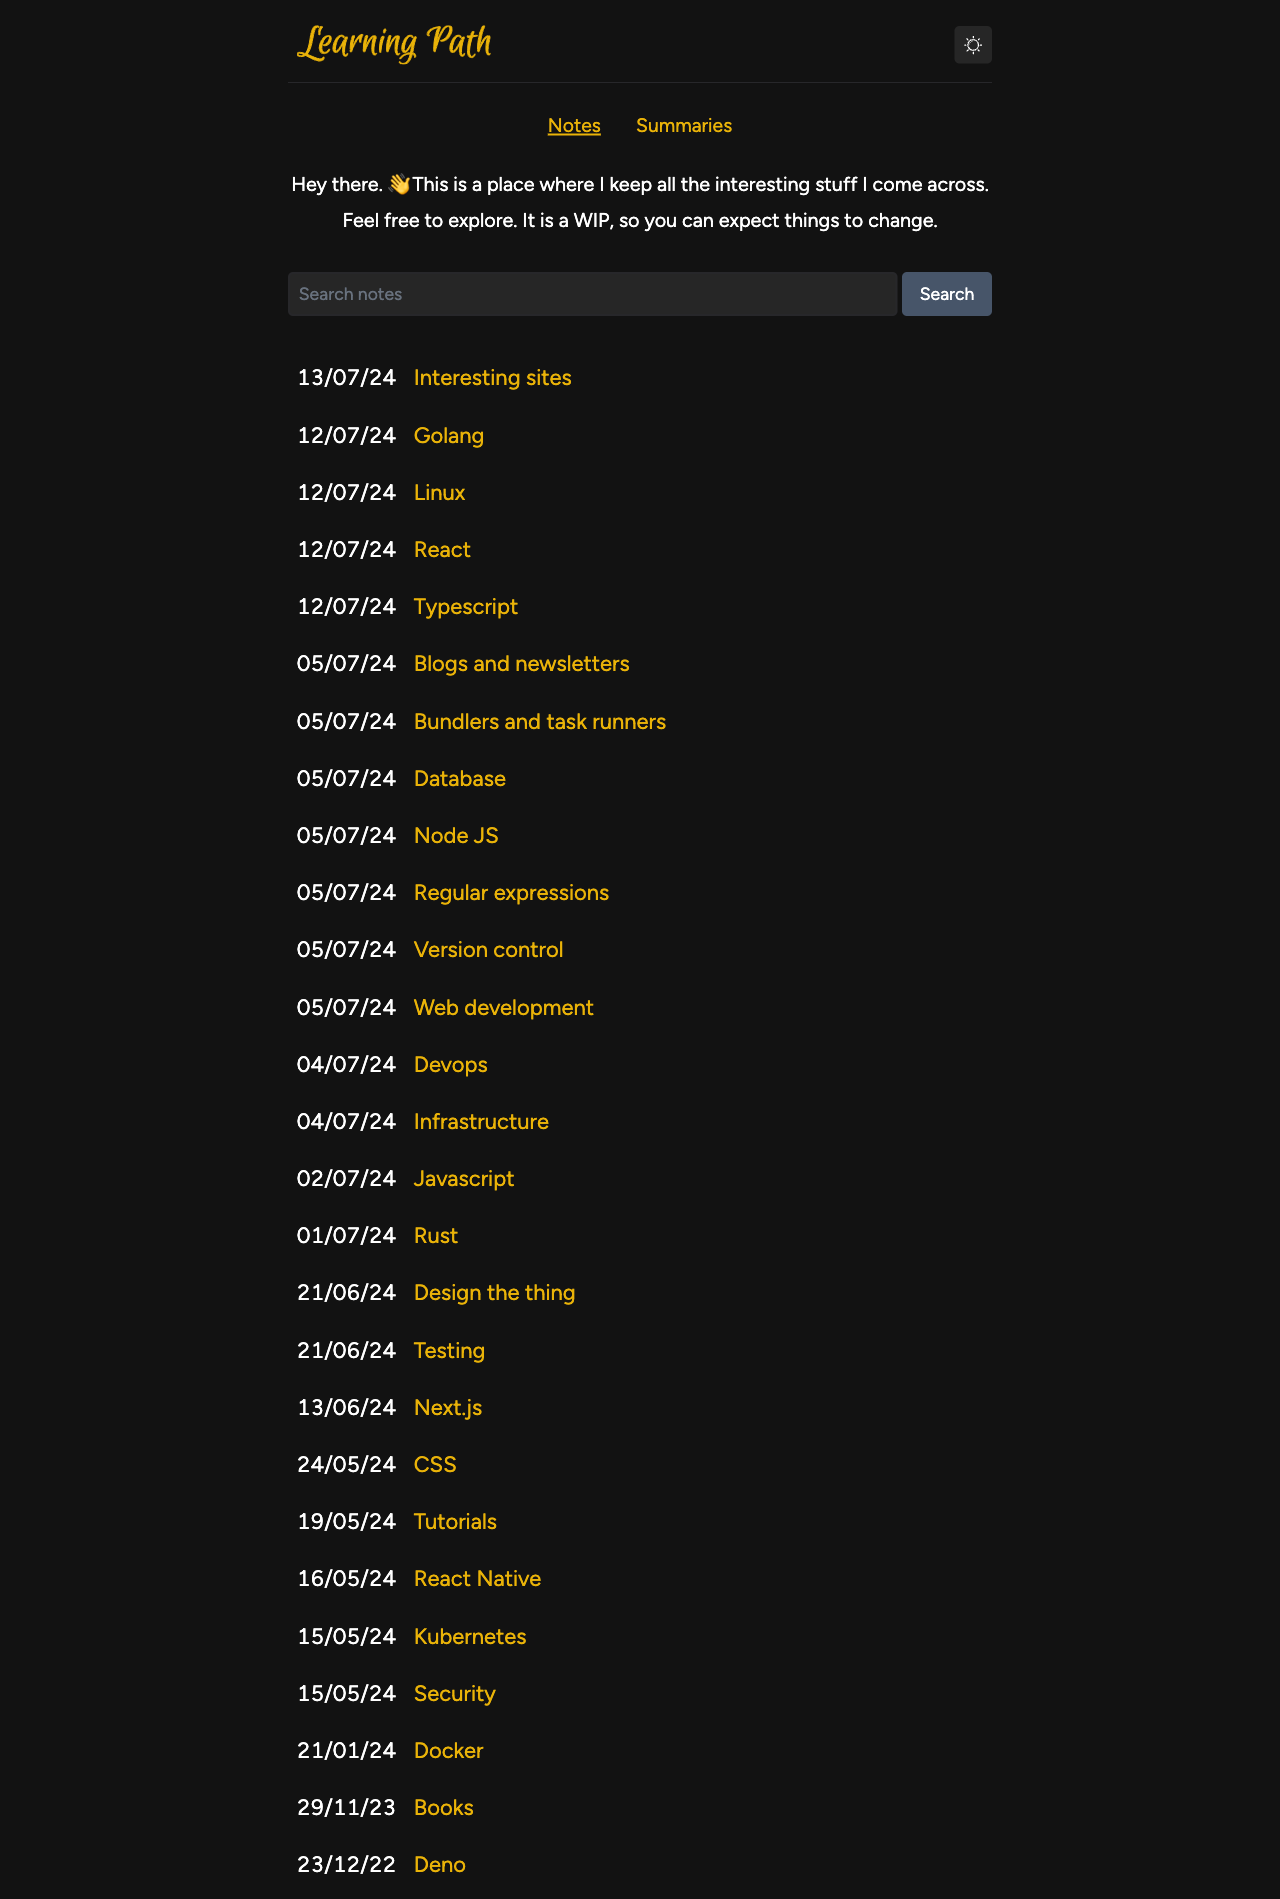 Learning Path
Notes Summaries
Hey there. 👋This is a place where I keep all the interesting stuff I come across.
Feel free to explore. It is a WIP, so you can expect things to change.
Search notes Search
13/07/24 Interesting sites
12/07/24 Golang
12/07/24 Linux
12/07/24 React
12/07/24 Typescript
05/07/24 Blogs and newsletters
05/07/24 Bundlers and task runners
05/07/24 Database
05/07/24 Node JS
05/07/24 Regular expressions
05/07/24 Version control
05/07/24 Web development
04/07/24 Devops
04/07/24 Infrastructure
02/07/24 Javascript
01/07/24 Rust
21/06/24 Design the thing
21/06/24 Testing
13/06/24 Next.js
24/05/24 CSS
19/05/24 Tutorials
16/05/24 React Native
15/05/24 Kubernetes
15/05/24 Security
21/01/24 Docker
29/11/23 Books
23/12/22 Deno